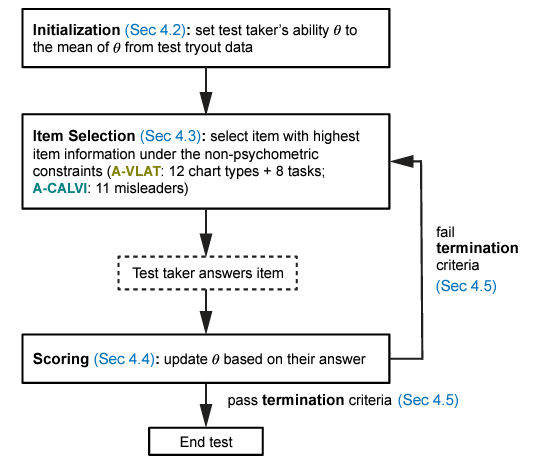 Initialization (Sec 4.2): set test taker's ability θ to
the mean of θ from test tryout data
Item Selection (Sec 4.3): select item with highest
item information under the non-psychometric
constraints (A-VLAT: 12 chart types + 8 tasks;
A-CALVI: 11 misleaders)
fail
termination
criteria
(Sec 4.5)
Test taker answers item
Scoring (Sec 4.4): update θ based on their answer
pass termination criteria (Sec 4.5)
End test